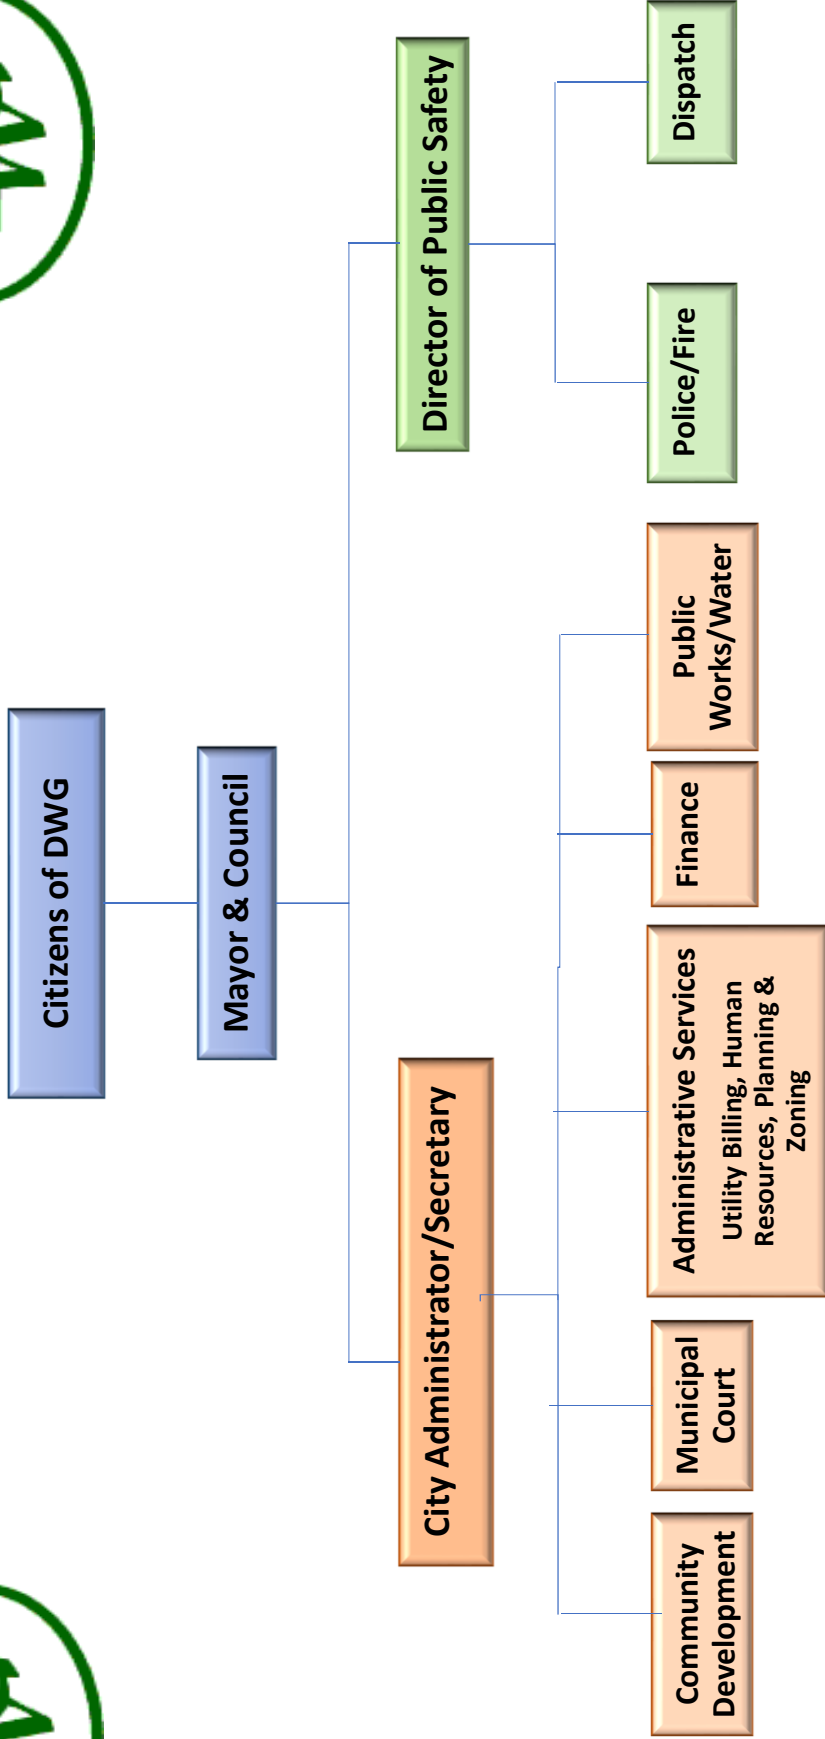 Citizens of DWG
Mayor & Council
City Administrator/Secretary
Director of Public Safety
Community
Development
Municipal
Court
Administrative Services
Utility Billing, Human
Resources, Planning &
Zoning
Finance
Public
Works/Water
Police/Fire
Dispatch